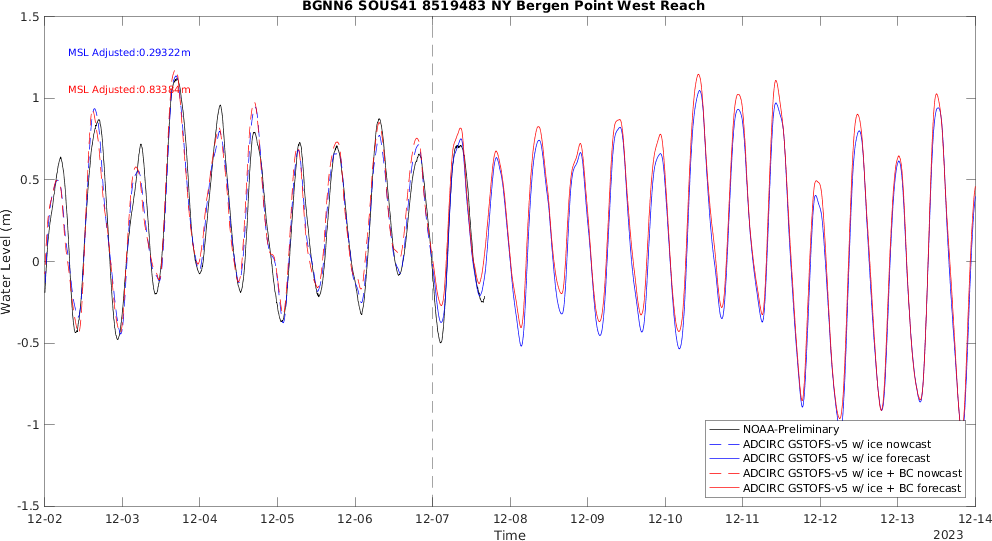 BGNN6 SOUS41 8519483 NY Bergen Point West Reach
MSL Adjusted:0.29322m
MSL Adjusted:0.83384m
Water Level (m)
1.5
1
0.5
0
-0.5
-1
-1.5
NOAA-Preliminary
ADCIRC GSTOFS-v5 w/ ice nowcast
ADCIRC GSTOFS-v5 w/ ice forecast
ADCIRC GSTOFS-v5 w/ ice + BC nowcast
ADCIRC GSTOFS-v5 w/ ice + BC forecast
12-02 12-03 12-04 12-05 12-06 12-07 12-08 12-09 12-10 12-11 12-12 12-13 12-14
Time
2023